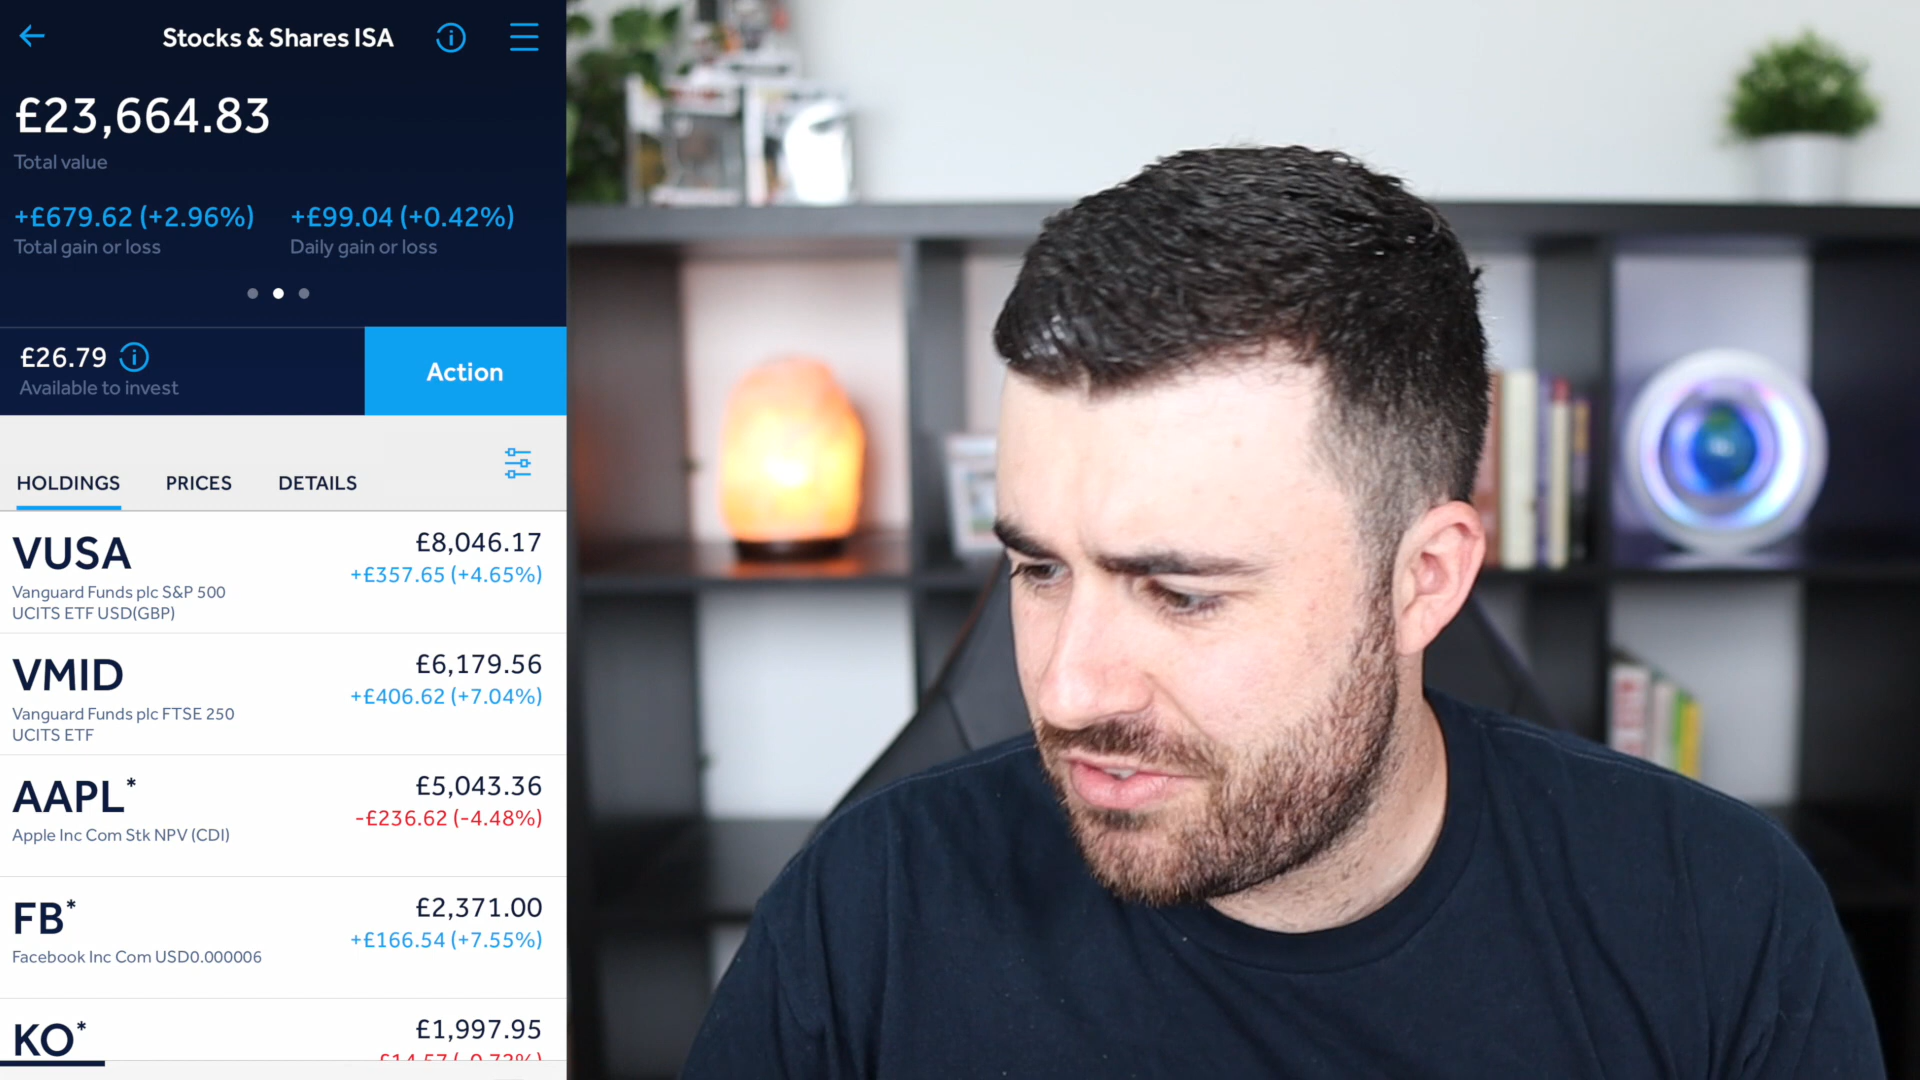 Stocks & Shares ISA
£23,664.83
Total value
+£679.62 (+2.96%) +£99.04 (+0.42%)
Total gain or loss Daily gain or loss
£26.79
Available to invest
Action
HOLDINGS PRICES DETAILS
VUSA £8,046.17
+£357.65 (+4.65%)
Vanguard Funds plc S&P 500
UCITS ETF USD(GBP)
VMID £6,179.56
+£406.62 (+7.04%)
Vanguard Funds plc FTSE 250
UCITS ETF
AAPL* £5,043.36
-£236.62 (-4.48%)
Apple Inc Com Stk NPV (CDI)
FB* £2,371.00
+£166.54 (+7.55%)
Facebook Inc Com USD0.000006
KO* £1,997.95